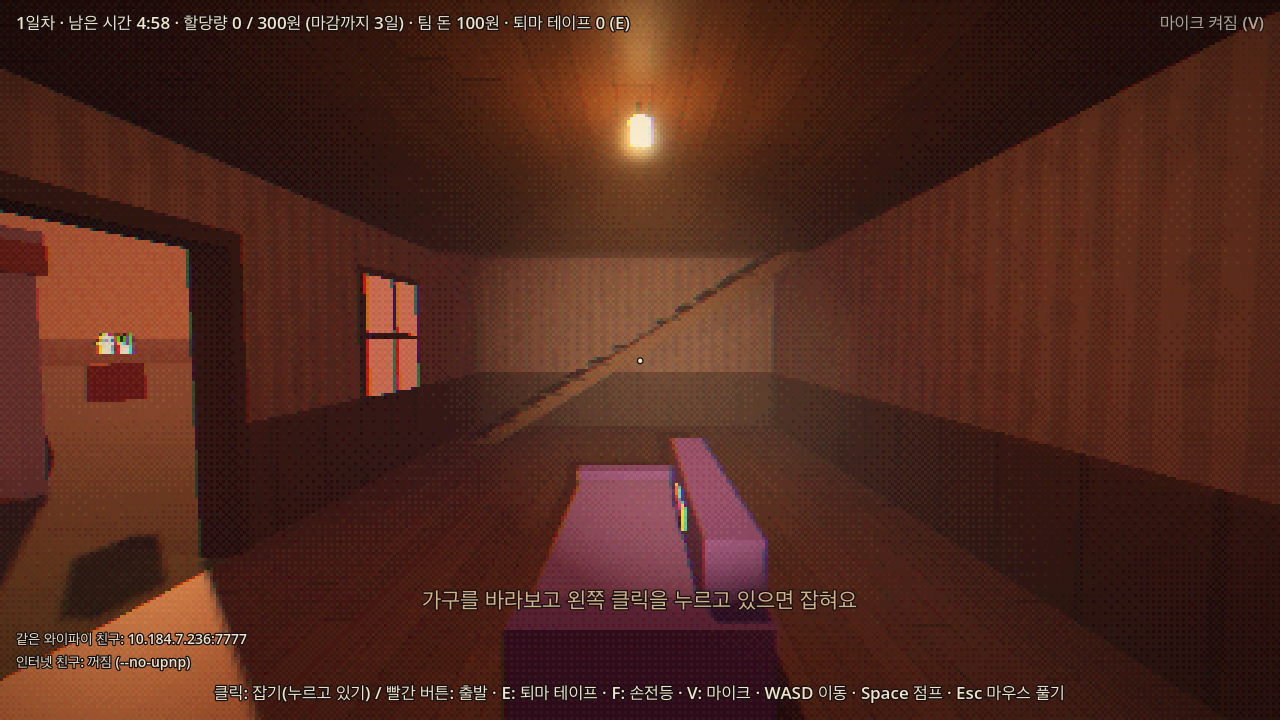 1일차 · 남은 시간 4:58 · 할당량 0 / 300원 (마감까지 3일) · 팀 돈 100원 · 퇴마 테이프 0 (E)
마이크 켜짐 (V)
가구를 바라보고 왼쪽 클릭을 누르고 있으면 잡혀요
같은 와이파이 친구: 10.184.7.236:7777
인터넷 친구: 꺼짐 (--no-upnp)
클릭: 잡기(누르고 있기) / 빨간 버튼: 출발 · E: 퇴마 테이프 · F: 손전등 · V: 마이크 · WASD 이동 · Space 점프 · Esc 마우스 풀기